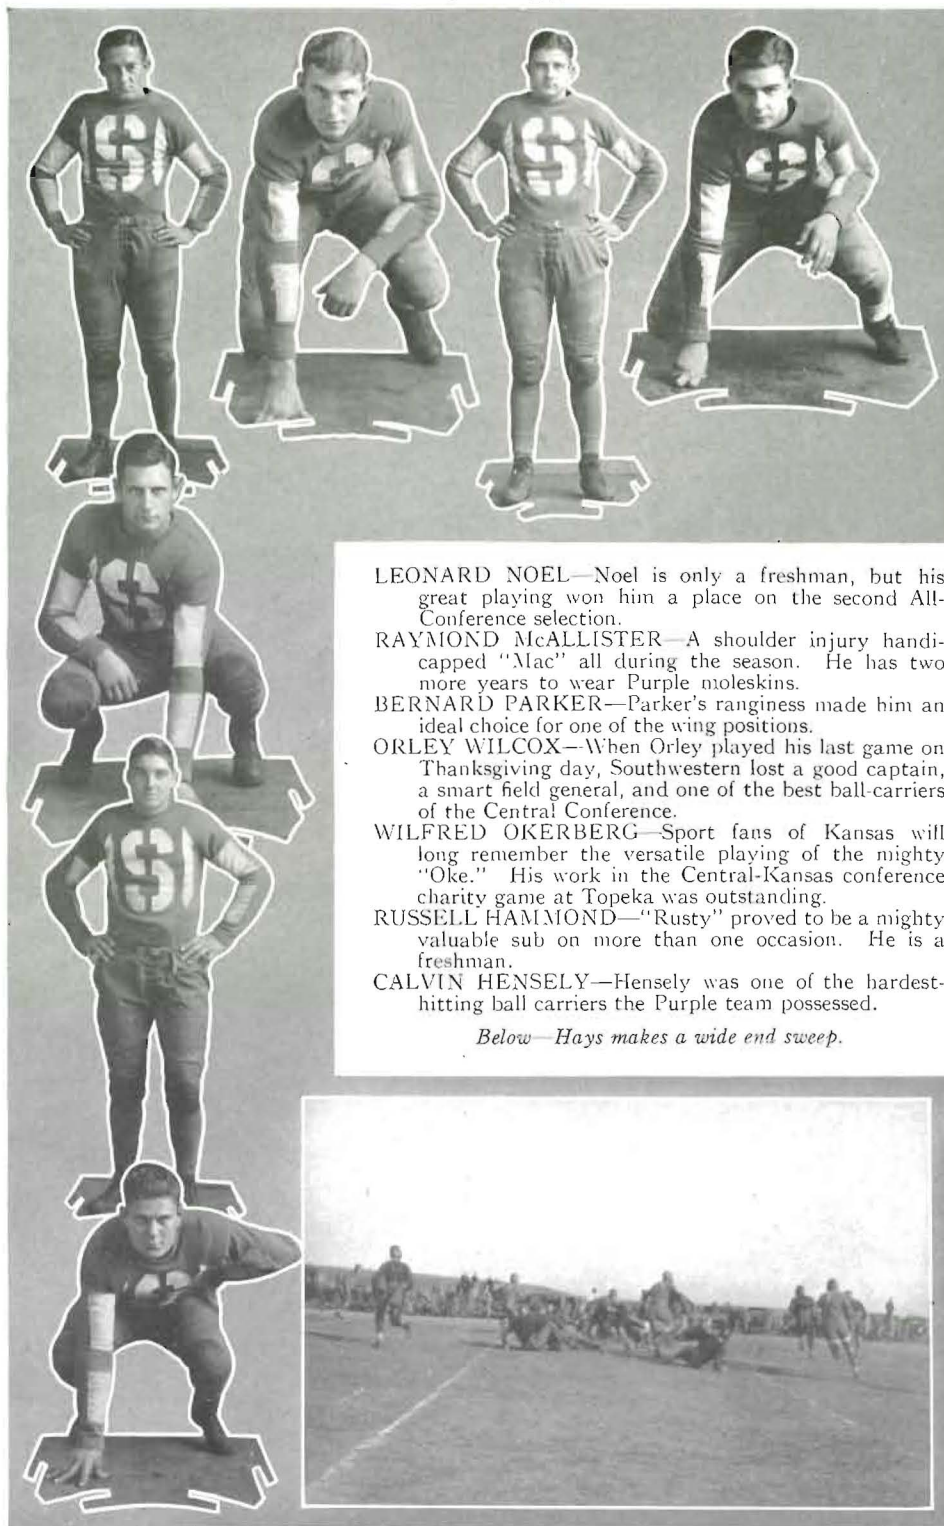 LEONARD NOEL—Noel is only a freshman, but his
great playing won him a place on the second All-
Conference selection.
RAYMOND McALLISTER—A shoulder injury handi-
capped "Mac" all during the season. He has two
more years to wear Purple moleskins.
BERNARD PARKER—Parker's ranginess made him an
ideal choice for one of the wing positions.
ORLEY WILCOX—When Orley played his last game on
Thanksgiving day, Southwestern lost a good captain,
a smart field general, and one of the best ball-carriers
of the Central Conference.
WILFRED OKERBERG—Sport fans of Kansas will
long remember the versatile playing of the mighty
"Oke." His work in the Central-Kansas conference
charity game at Topeka was outstanding.
RUSSELL HAMMOND—"Rusty" proved to be a mighty
valuable sub on more than one occasion. He is a
freshman.
CALVIN HENSELY—Hensely was one of the hardest-
hitting ball carriers the Purple team possessed.
Below—Hays makes a wide end sweep.
S
S
S
S
S
S